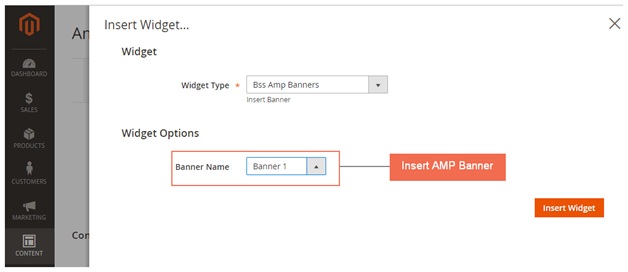 Insert Widget...
An
Widget
DASHBOARD
Widget Type * Bss Amp Banners
Insert Banner
$
SALES
Widget Options
PRODUCTS
Banner Name Banner 1 Insert AMP Banner
CUSTOMERS
MARKETING
Insert Widget
Con
CONTENT